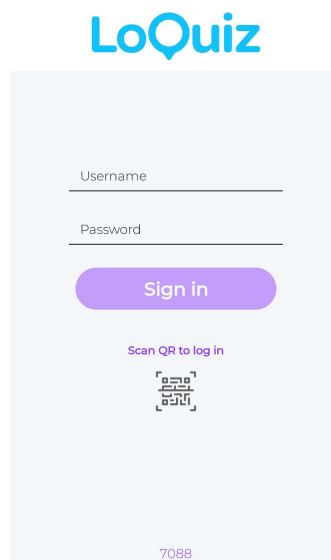 LoQuiz
Username
Password
Sign in
Scan QR to log in
7088